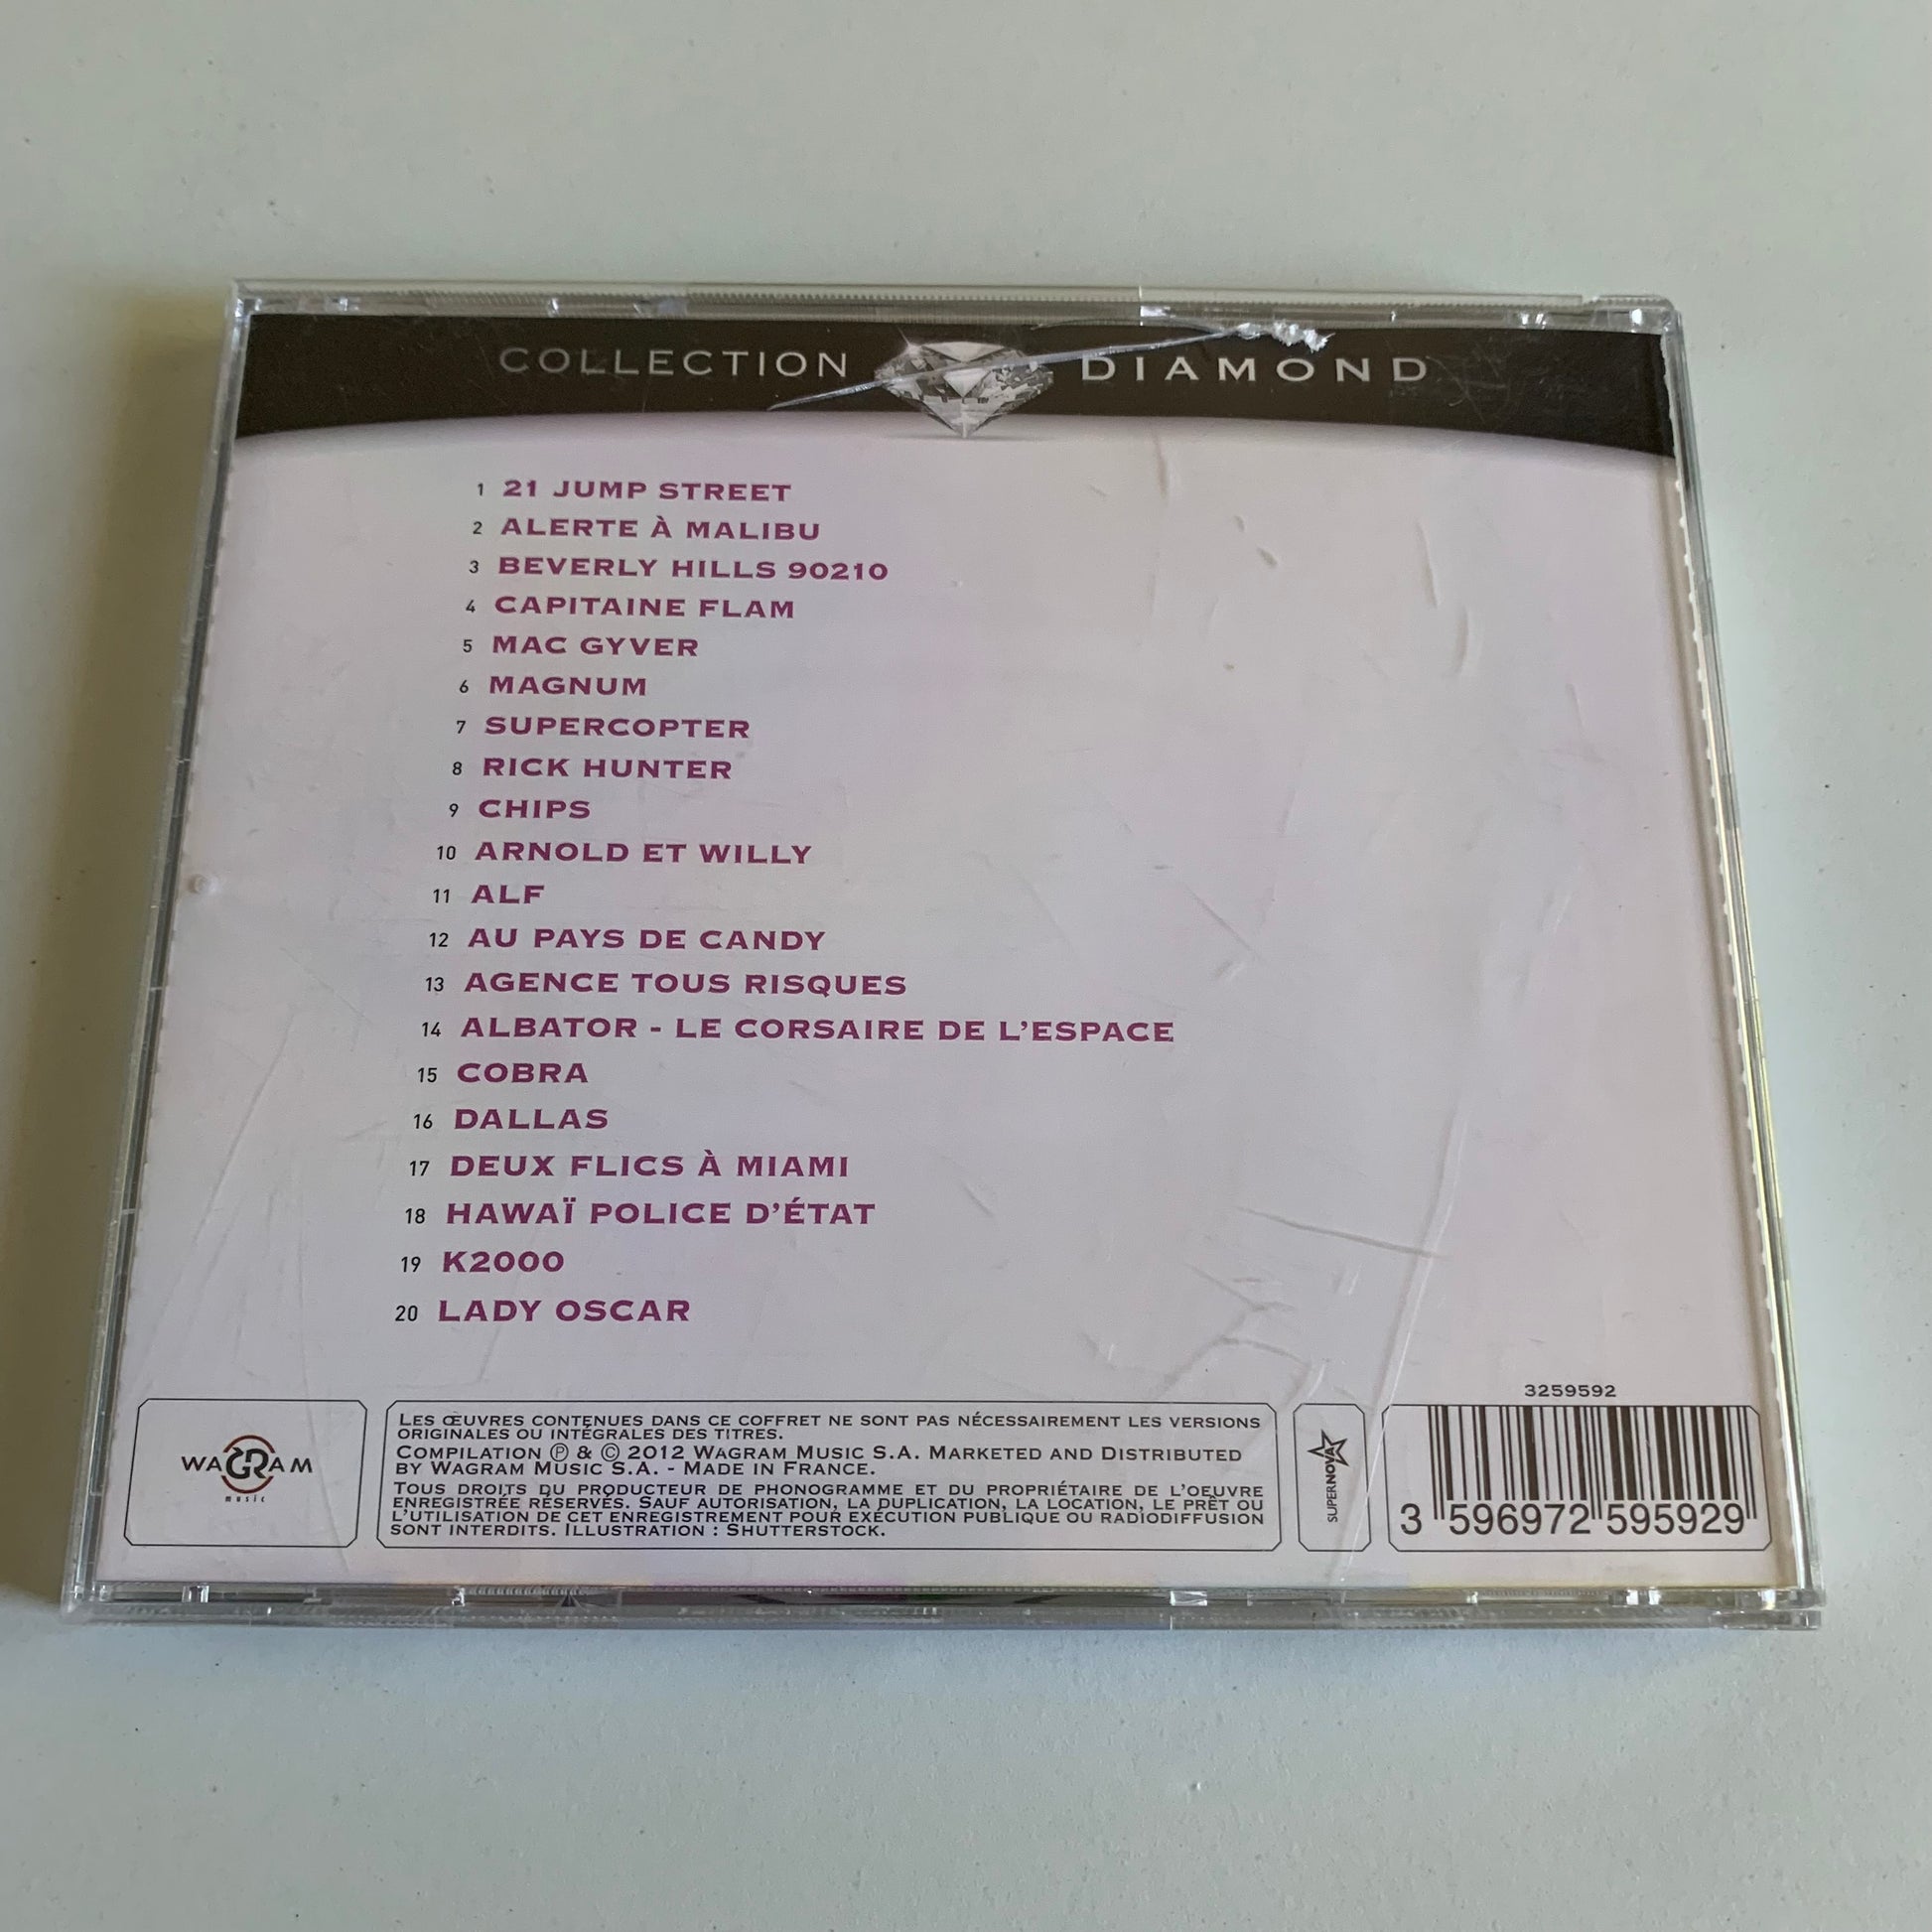 COLLECTION DIAMOND
1 21 JUMP STREET
2 ALERTE À MALIBU
3 BEVERLY HILLS 90210
4 CAPITAINE FLAM
5 MAC GYVER
6 MAGNUM
7 SUPERCOPTER
8 RICK HUNTER
9 CHIPS
10 ARNOLD ET WILLY
11 ALF
12 AU PAYS DE CANDY
13 AGENCE TOUS RISQUES
14 ALBATOR - LE CORSAIRE DE L'ESPACE
15 COBRA
16 DALLAS
17 DEUX FLICS À MIAMI
18 HAWAÏ POLICE D'ÉTAT
19 K2000
20 LADY OSCAR
WAGRAM
music
LES ŒUVRES CONTENUES DANS CE COFFRET NE SONT PAS NÉCESSAIREMENT LES VERSIONS
ORIGINALES OU INTÉGRALES DES TITRES.
COMPILATION Ⓟ & © 2012 WAGRAM MUSIC S.A. MARKETED AND DISTRIBUTED
BY WAGRAM MUSIC S.A. - MADE IN FRANCE.
TOUS DROITS DU PRODUCTEUR DE PHONOGRAMME ET DU PROPRIÉTAIRE DE L'OEUVRE
ENREGISTRÉE RÉSERVÉS. SAUF AUTORISATION, LA DUPLICATION, LA LOCATION, LE PRÊT OU
L'UTILISATION DE CET ENREGISTREMENT POUR EXÉCUTION PUBLIQUE OU RADIODIFFUSION
SONT INTERDITS. ILLUSTRATION : SHUTTERSTOCK.
SUPERNOVA
3259592
3 596972 595929